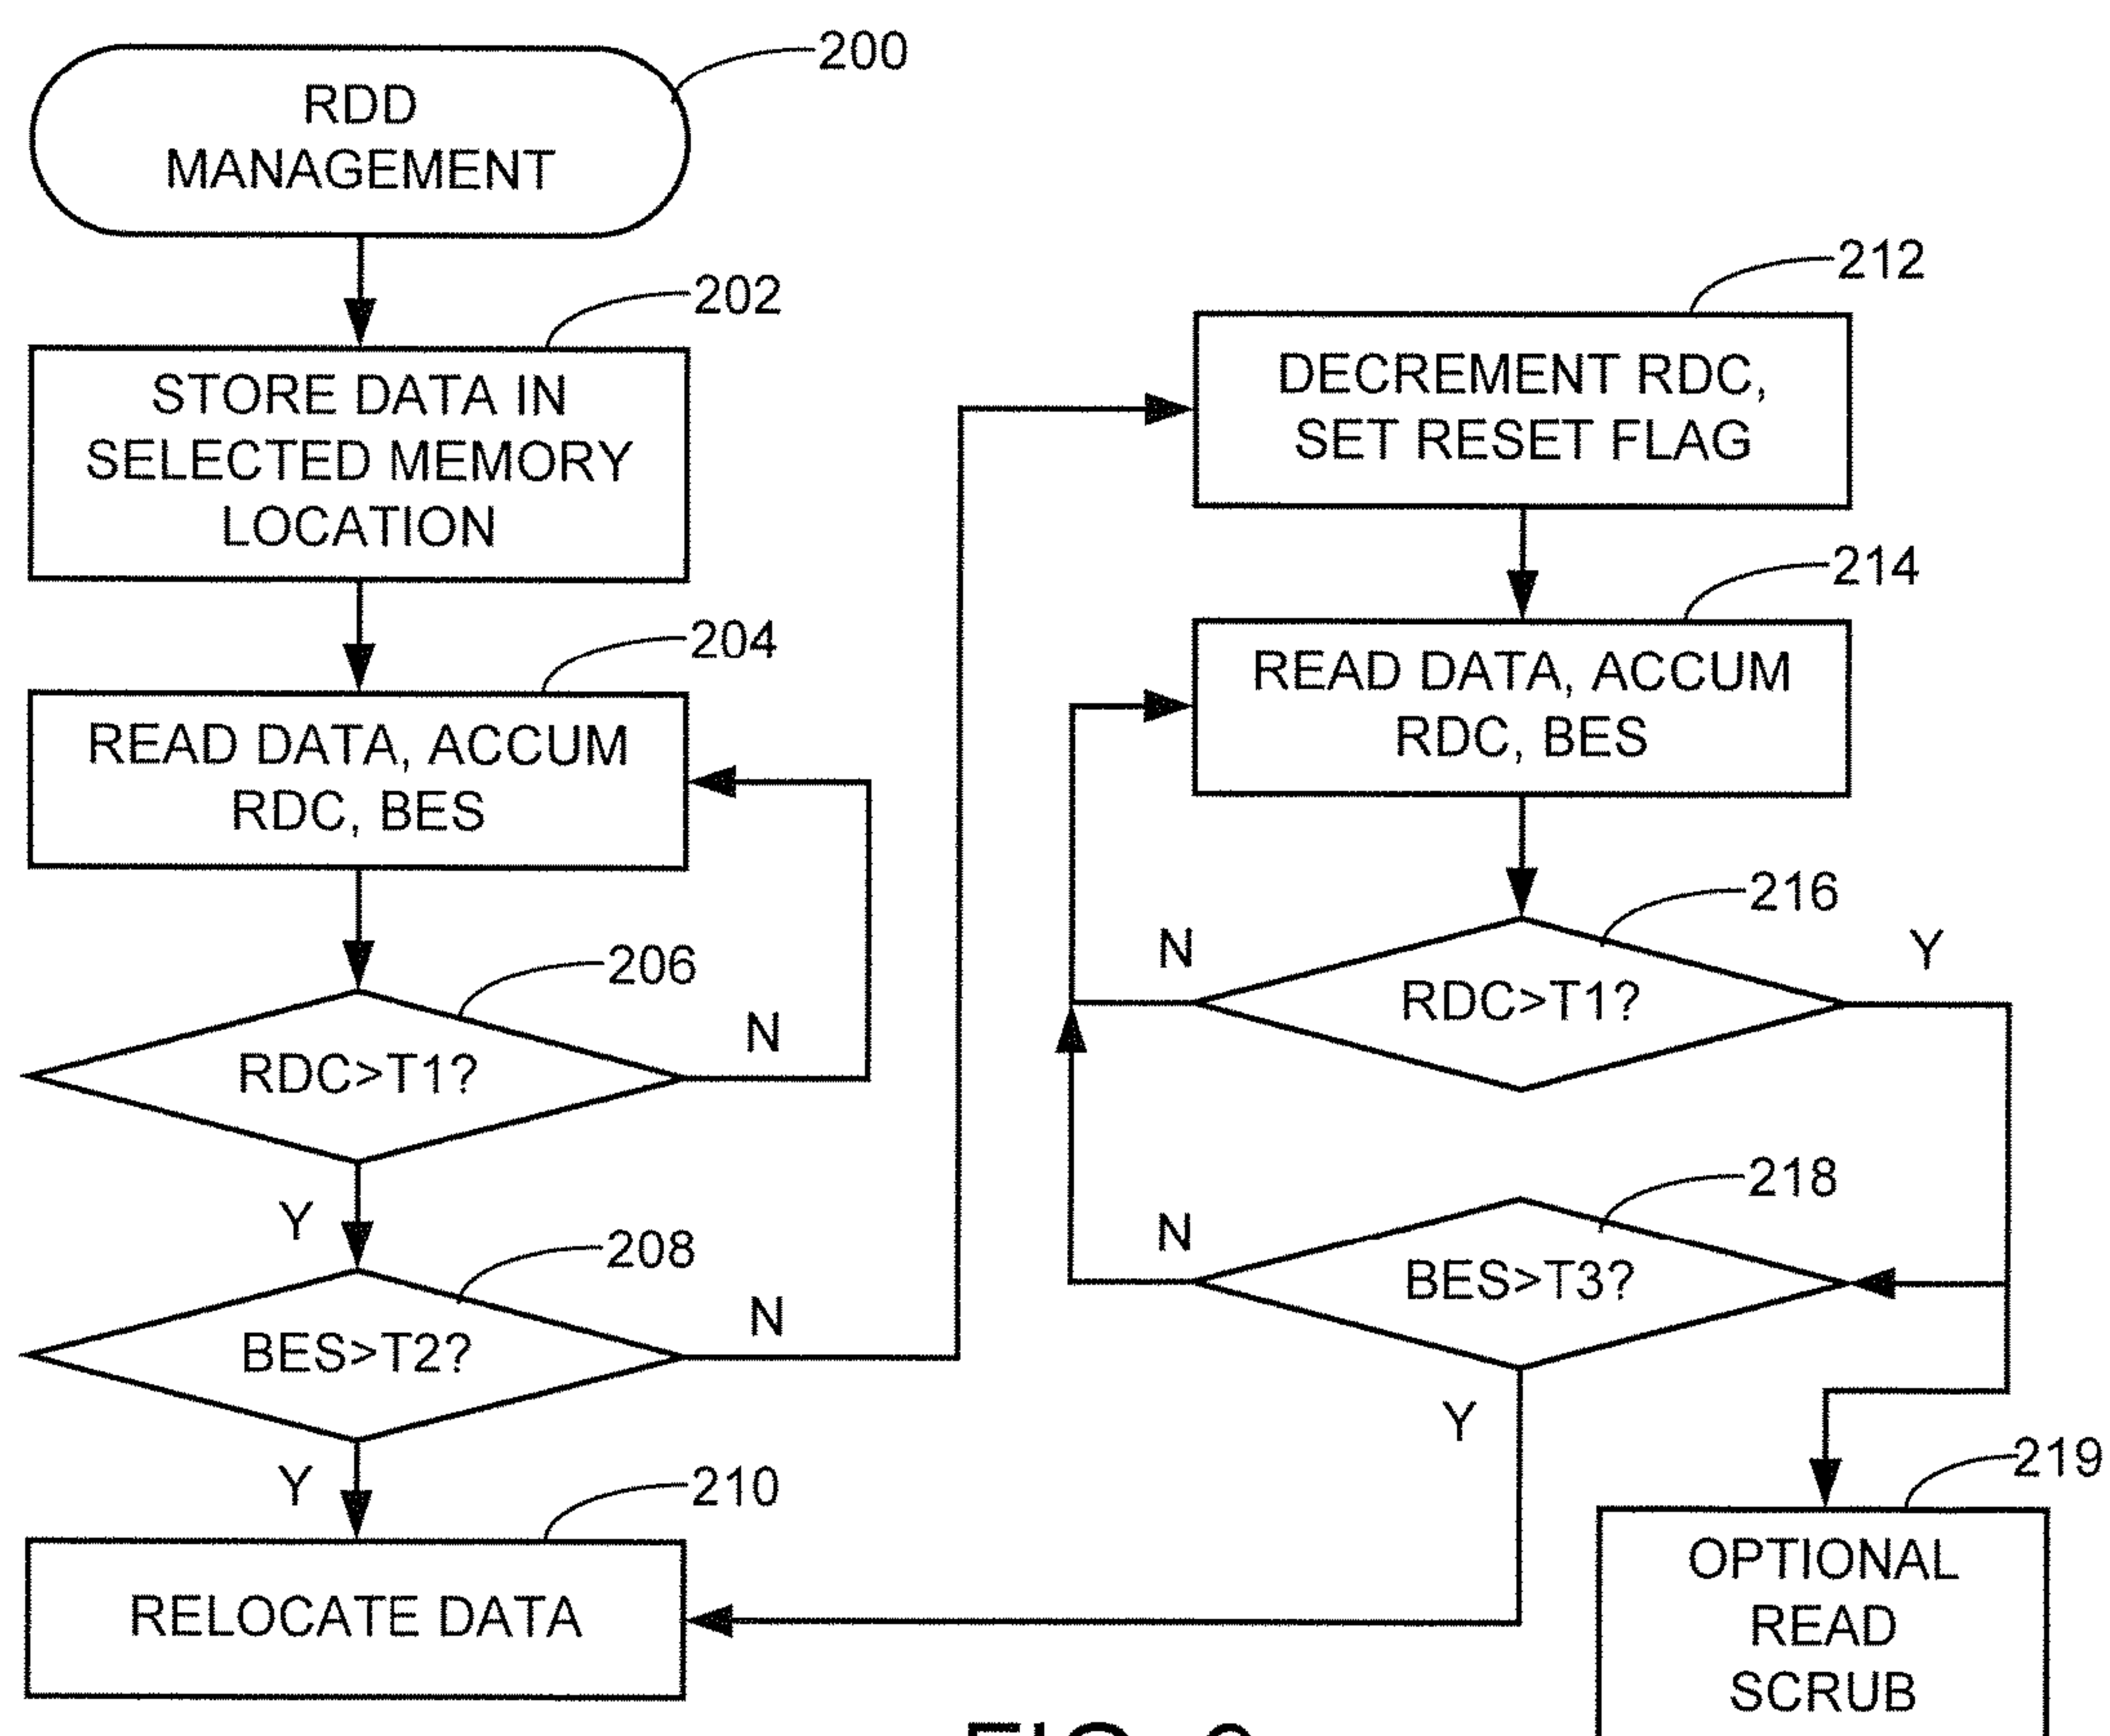 200
RDD
MANAGEMENT
202
STORE DATA IN
SELECTED MEMORY
LOCATION
204
READ DATA, ACCUM
RDC, BES
206
RDC>T1?
N
Y
208
BES>T2?
N
Y
210
RELOCATE DATA
212
DECREMENT RDC,
SET RESET FLAG
214
READ DATA, ACCUM
RDC, BES
216
N
Y
RDC>T1?
218
N
BES>T3?
Y
219
OPTIONAL
READ
SCRUB
FIG.